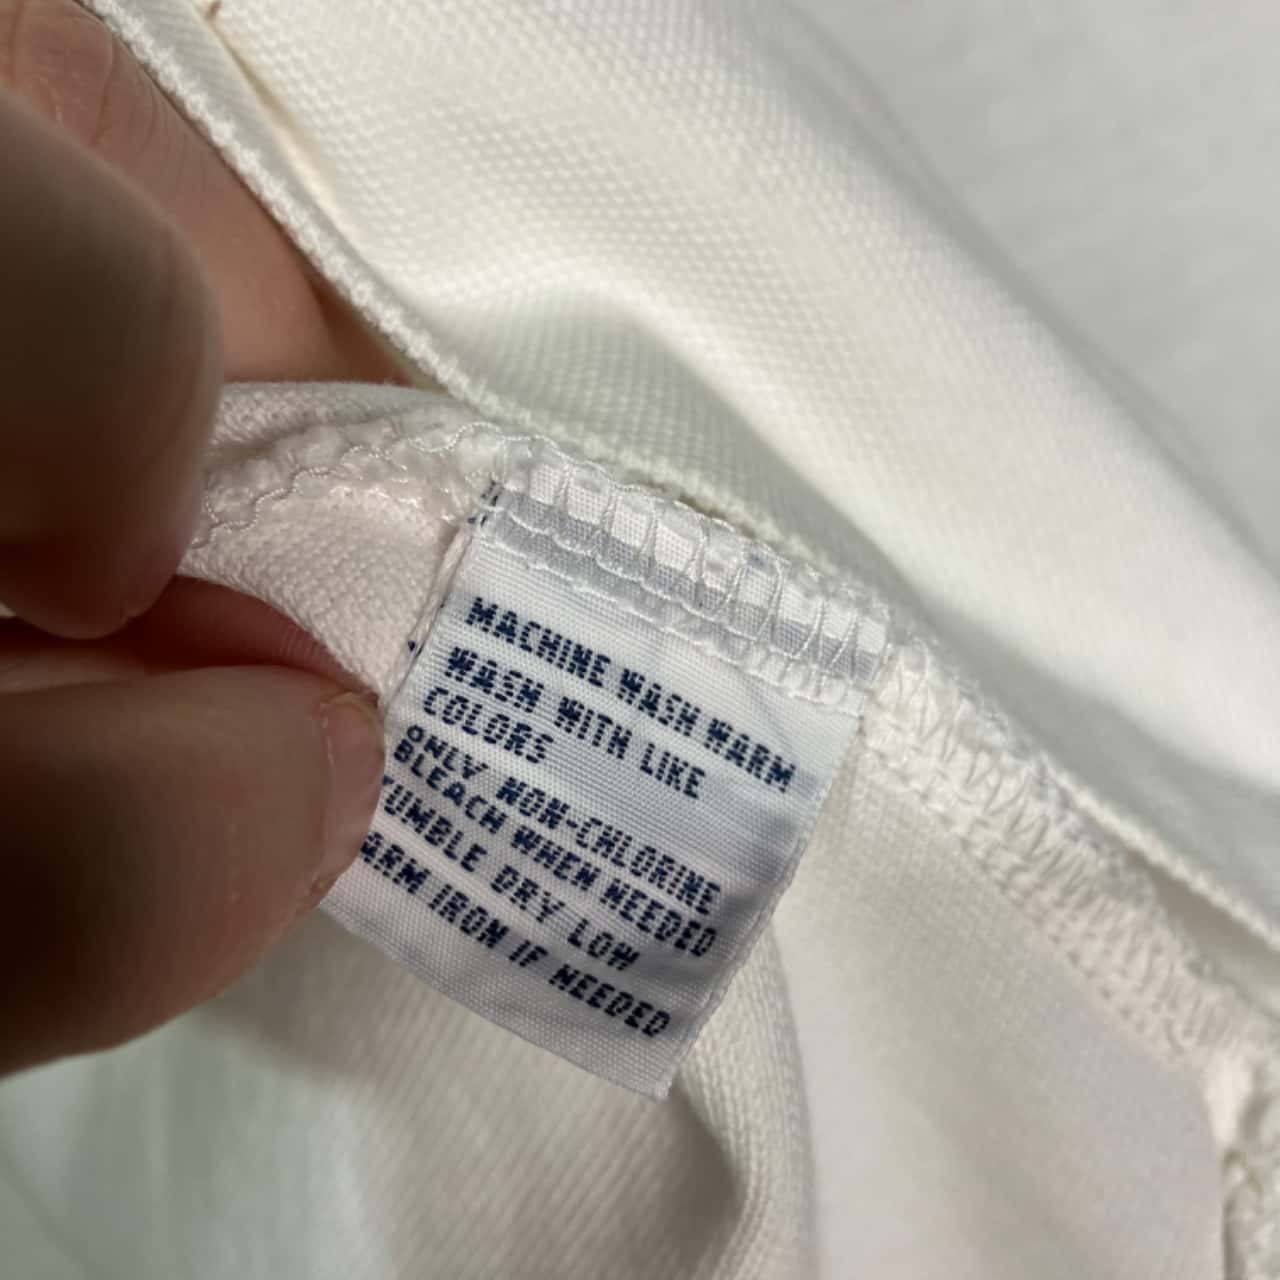 MACHINE WASH WARM
WASH WITH LIKE
COLORS
ONLY NON-CHLORINE
BLEACH WHEN NEEDED
TUMBLE DRY LOW
ARM IRON IF NEEDED